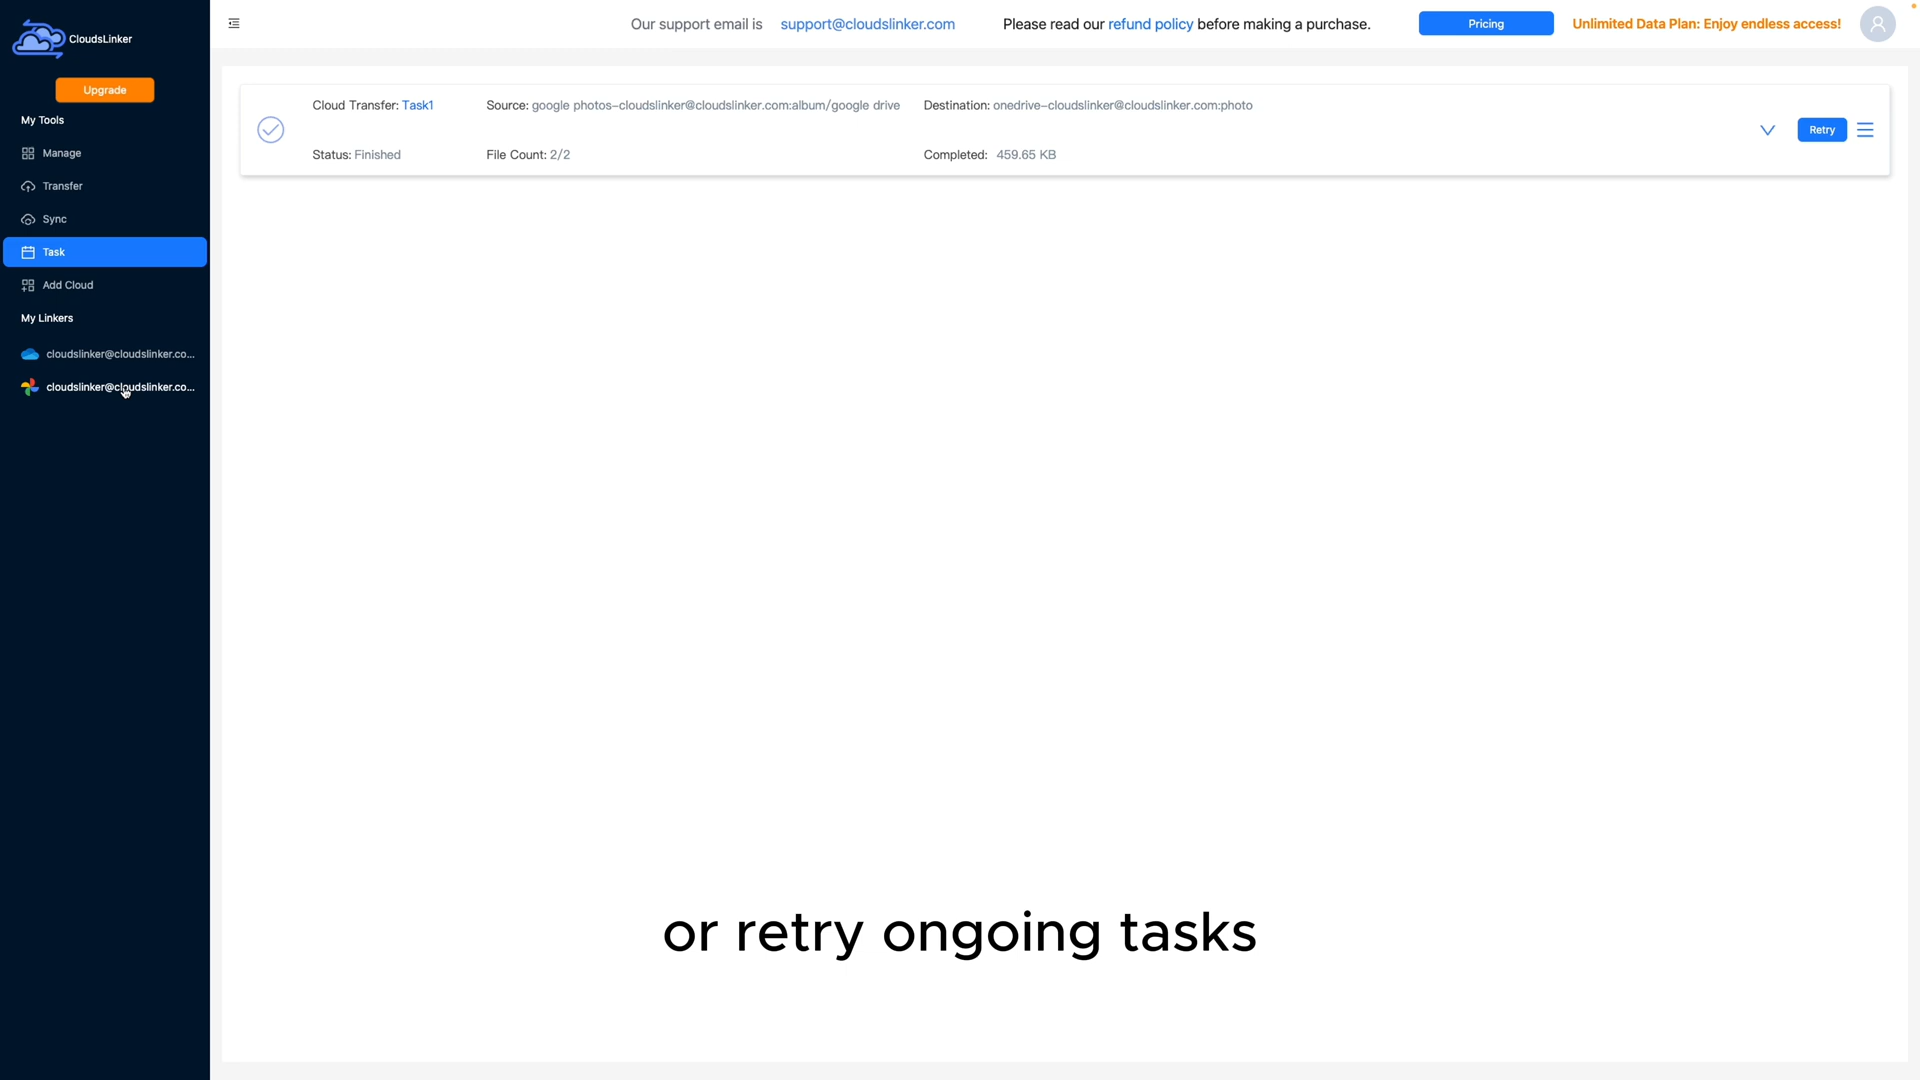 CloudsLinker
Our support email is support@cloudslinker.com
Please read our refund policy before making a purchase.
Pricing
Unlimited Data Plan: Enjoy endless access!
Upgrade
My Tools
Manage
Transfer
Sync
Task
Add Cloud
My Linkers
cloudslinker@cloudslinker.co...
cloudslinker@cloudslinker.co...
Cloud Transfer: Task1
Source: google photos-cloudslinker@cloudslinker.com:album/google drive
Destination: onedrive-cloudslinker@cloudslinker.com:photo
Status: Finished
File Count: 2/2
Completed: 459.65 KB
Retry
or retry ongoing tasks